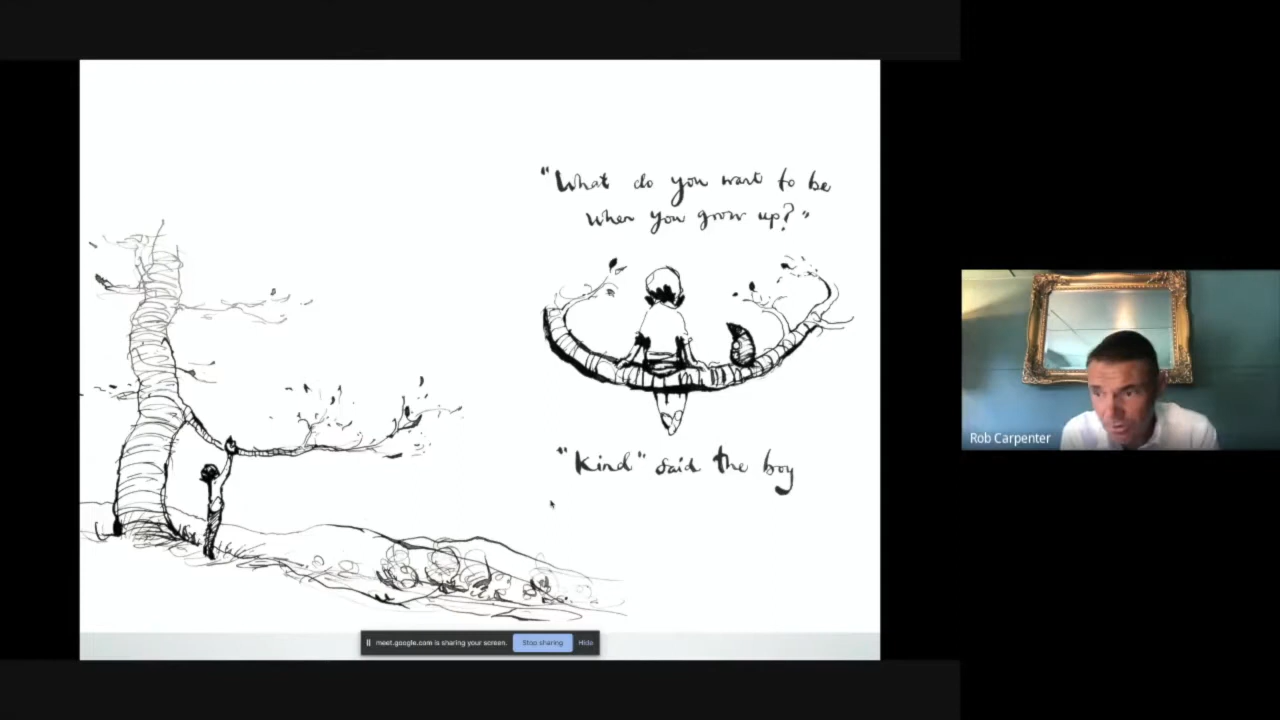 "What do you want to be
when you grow up?"
"Kind" said the boy
Rob Carpenter
meet.google.com is sharing your screen.
Stop sharing
Hide